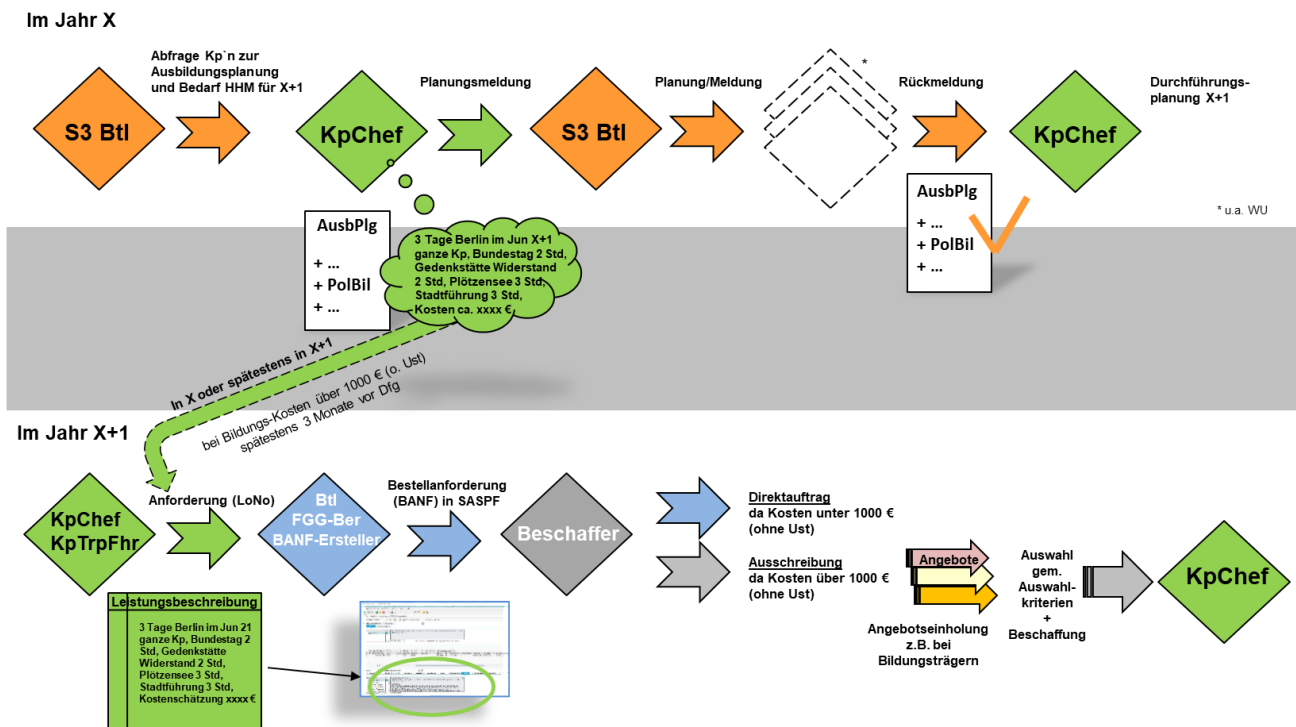 Im Jahr X
Abfrage Kp`n zur
Ausbildungsplanung
und Bedarf HHM für X+1
Planungsmeldung
Planung/Meldung
*
Rückmeldung
Durchführungs-
planung X+1
S3 Btl
KpChef
S3 Btl
KpChef
AusbPlg
+ ...
+ PolBil
+ ...
3 Tage Berlin im Jun X+1
ganze Kp, Bundestag 2 Std,
Gedenkstätte Widerstand
2 Std, Plötzensee 3 Std,
Stadtführung 3 Std,
Kosten ca. xxxx €
AusbPlg
+ ...
+ PolBil
+ ...
* u.a. WU
In X oder spätestens in X+1
bei Bildungs-Kosten über 1000 € (o. Ust)
spätestens 3 Monate vor Dfg
Im Jahr X+1
KpChef
KpTrpFhr
Anforderung (LoNo)
Btl
FGG-Ber
BANF-Ersteller
Bestellanforderung
(BANF) in SASPF
Beschaffer
Direktauftrag
da Kosten unter 1000 €
(ohne Ust)
Ausschreibung
da Kosten über 1000 €
(ohne Ust)
Angebote
Angebotseinholung
z.B. bei
Bildungsträgern
Auswahl
gem.
Auswahl-
kriterien
+
Beschaffung
KpChef
Leistungsbeschreibung
3 Tage Berlin im Jun 21
ganze Kp, Bundestag 2
Std, Gedenkstätte
Widerstand 2 Std,
Plötzensee 3 Std,
Stadtführung 3 Std,
Kostenschätzung xxxx €